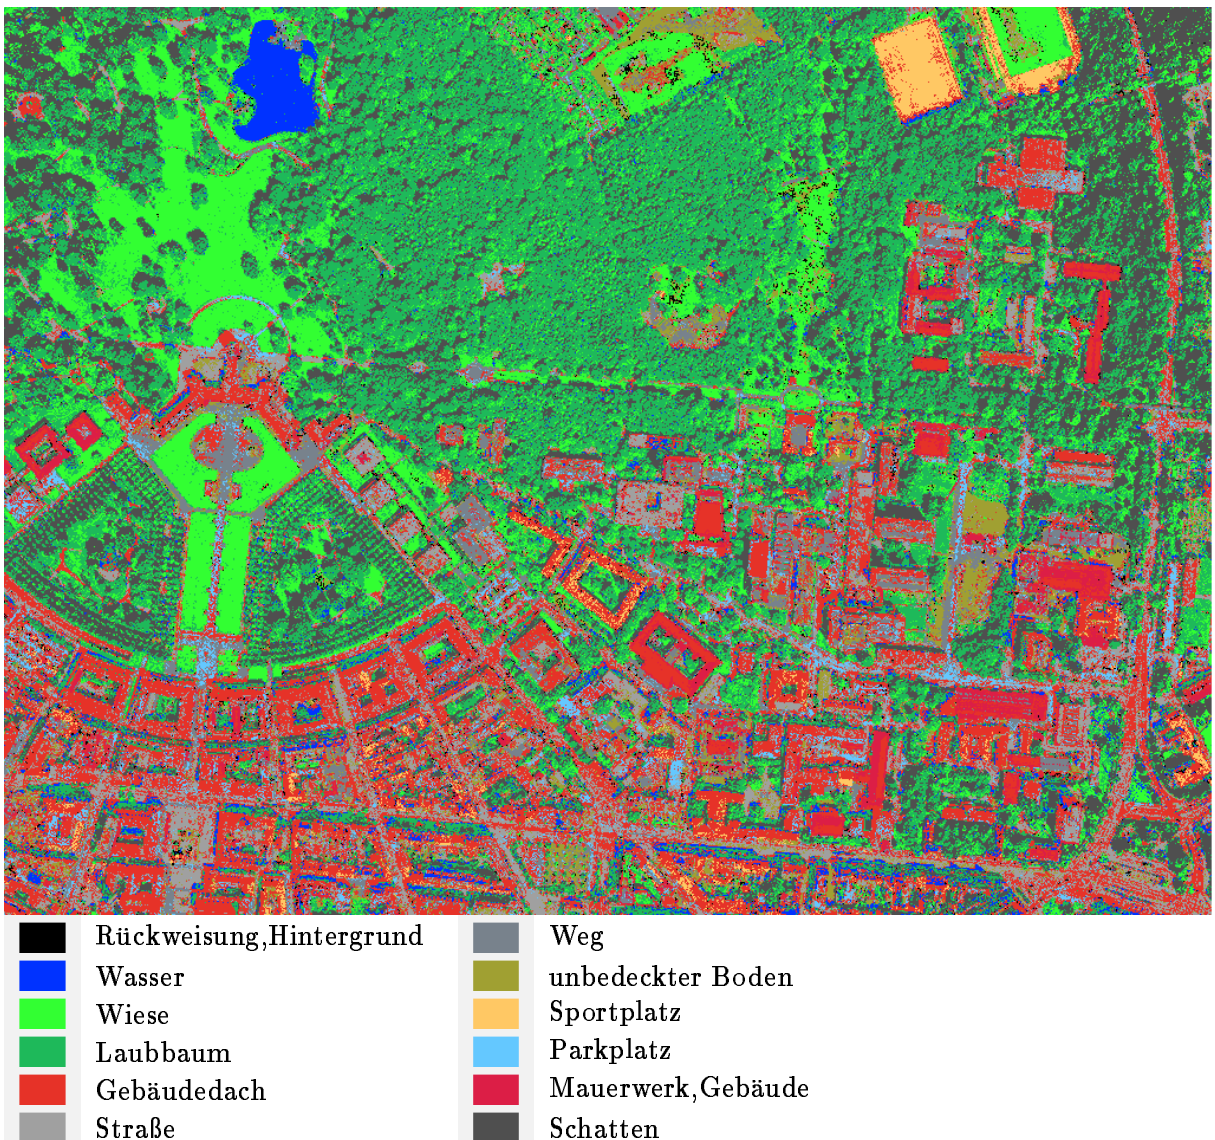 Rückweisung,Hintergrund
Wasser
Wiese
Laubbaum
Gebäudedach
Straße
Weg
unbedeckter Boden
Sportplatz
Parkplatz
Mauerwerk,Gebäude
Schatten